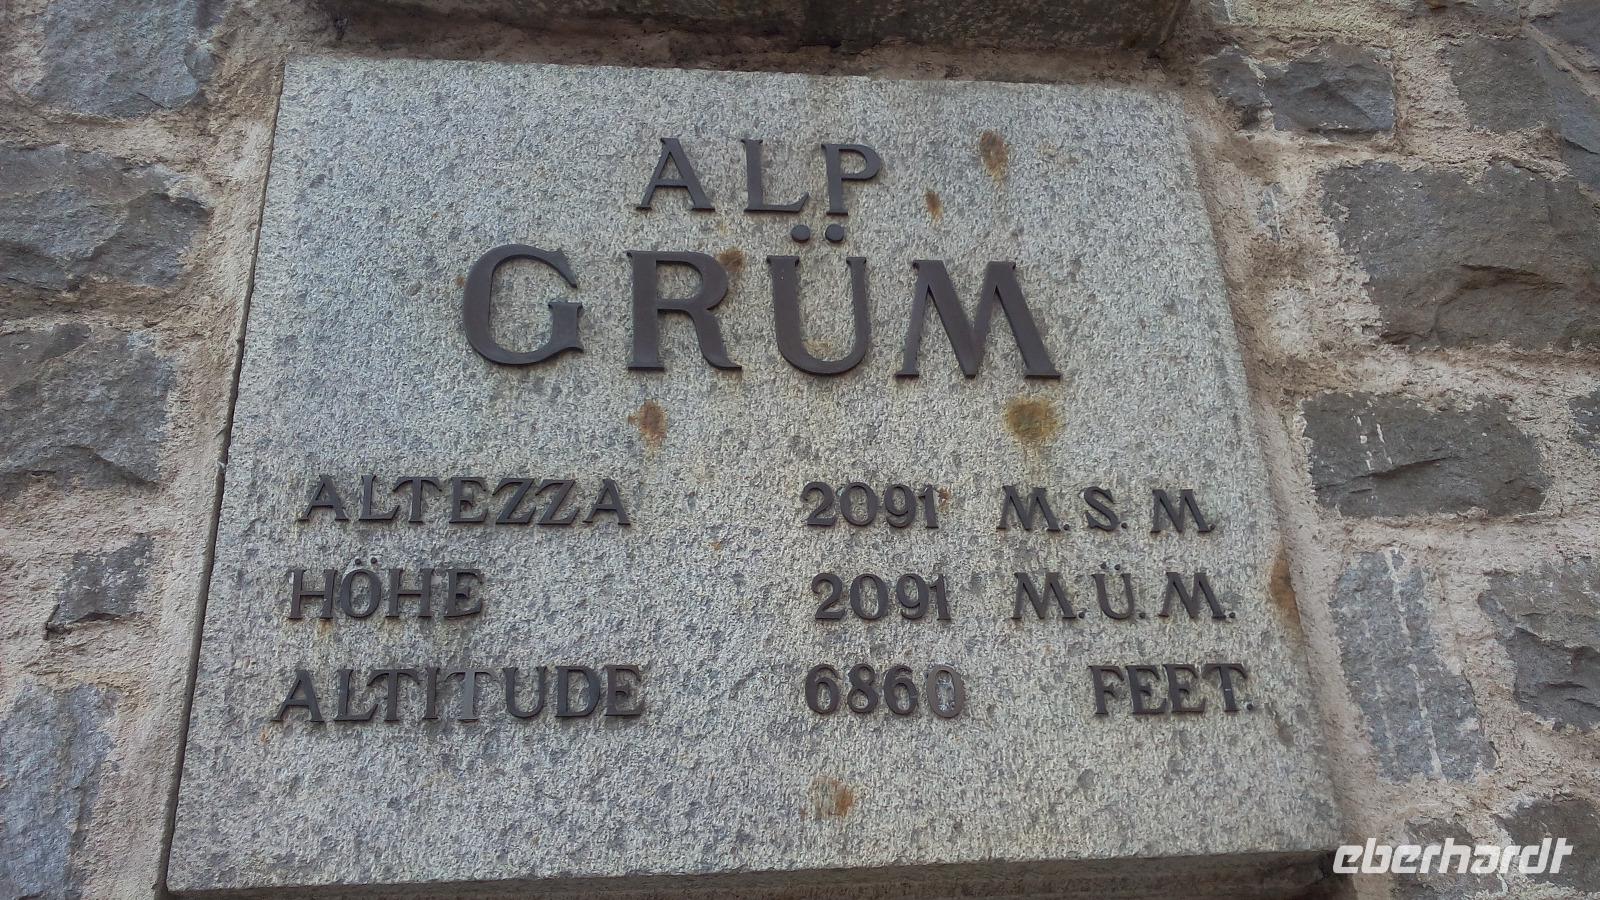 ALP
GRÜM
ALTEZZA 2091 M.S.M.
HÖHE 2091 M.Ü.M.
ALTITUDE 6860 FEET.
eberhardt